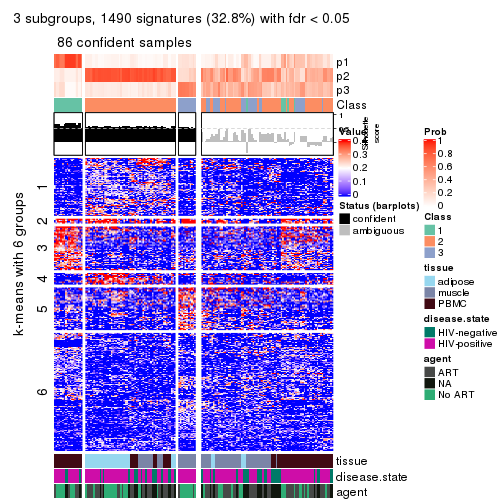 3 subgroups, 1490 signatures (32.8%) with fdr < 0.05
86 confident samples
p1
p2
p3
Class
1
Silhouette
score
k-means with 6 groups
1
2
3
4
5
6
tissue
disease.state
agent
Value
0.3
0.2
0.1
0
Status (barplots)
confident
ambiguous
Prob
1
0.8
0.6
0.4
0.2
0
Class
1
2
3
tissue
adipose
muscle
PBMC
disease.state
HIV-negative
HIV-positive
agent
ART
NA
No ART